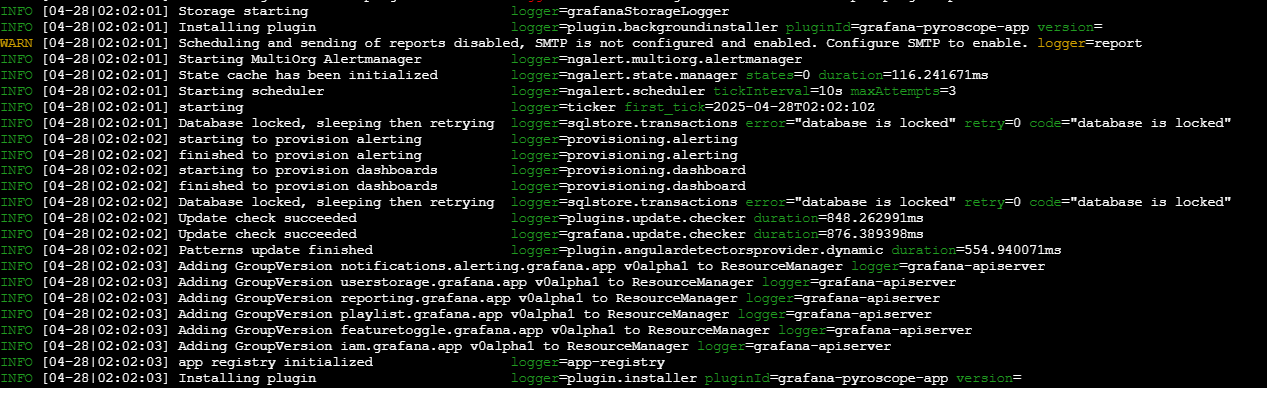 INFO [04-28|02:02:01] Storage starting logger=grafanaStorageLogger
INFO [04-28|02:02:01] Installing plugin logger=plugin.backgroundinstaller pluginId=grafana-pyroscope-app version=
WARN [04-28|02:02:01] Scheduling and sending of reports disabled, SMTP is not configured and enabled. Configure SMTP to enable. logger=report
INFO [04-28|02:02:01] Starting MultiOrg Alertmanager logger=ngalert.multiorg.alertmanager
INFO [04-28|02:02:01] State cache has been initialized logger=ngalert.state.manager states=0 duration=116.241671ms
INFO [04-28|02:02:01] Starting scheduler logger=ngalert.scheduler tickInterval=10s maxAttempts=3
INFO [04-28|02:02:01] starting logger=ticker first_tick=2025-04-28T02:02:10Z
INFO [04-28|02:02:01] Database locked, sleeping then retrying logger=sqlstore.transactions error="database is locked" retry=0 code="database is locked"
INFO [04-28|02:02:02] starting to provision alerting logger=provisioning.alerting
INFO [04-28|02:02:02] finished to provision alerting logger=provisioning.alerting
INFO [04-28|02:02:02] starting to provision dashboards logger=provisioning.dashboard
INFO [04-28|02:02:02] finished to provision dashboards logger=provisioning.dashboard
INFO [04-28|02:02:02] Database locked, sleeping then retrying logger=sqlstore.transactions error="database is locked" retry=0 code="database is locked"
INFO [04-28|02:02:02] Update check succeeded logger=plugins.update.checker duration=848.262991ms
INFO [04-28|02:02:02] Update check succeeded logger=grafana.update.checker duration=876.389398ms
INFO [04-28|02:02:02] Patterns update finished logger=plugin.angulardetectorsprovider.dynamic duration=554.940071ms
INFO [04-28|02:02:03] Adding GroupVersion notifications.alerting.grafana.app v0alpha1 to ResourceManager logger=grafana-apiserver
INFO [04-28|02:02:03] Adding GroupVersion userstorage.grafana.app v0alpha1 to ResourceManager logger=grafana-apiserver
INFO [04-28|02:02:03] Adding GroupVersion reporting.grafana.app v0alpha1 to ResourceManager logger=grafana-apiserver
INFO [04-28|02:02:03] Adding GroupVersion playlist.grafana.app v0alpha1 to ResourceManager logger=grafana-apiserver
INFO [04-28|02:02:03] Adding GroupVersion featuretoggle.grafana.app v0alpha1 to ResourceManager logger=grafana-apiserver
INFO [04-28|02:02:03] Adding GroupVersion iam.grafana.app v0alpha1 to ResourceManager logger=grafana-apiserver
INFO [04-28|02:02:03] app registry initialized logger=app-registry
INFO [04-28|02:02:03] Installing plugin logger=plugin.installer pluginId=grafana-pyroscope-app version=